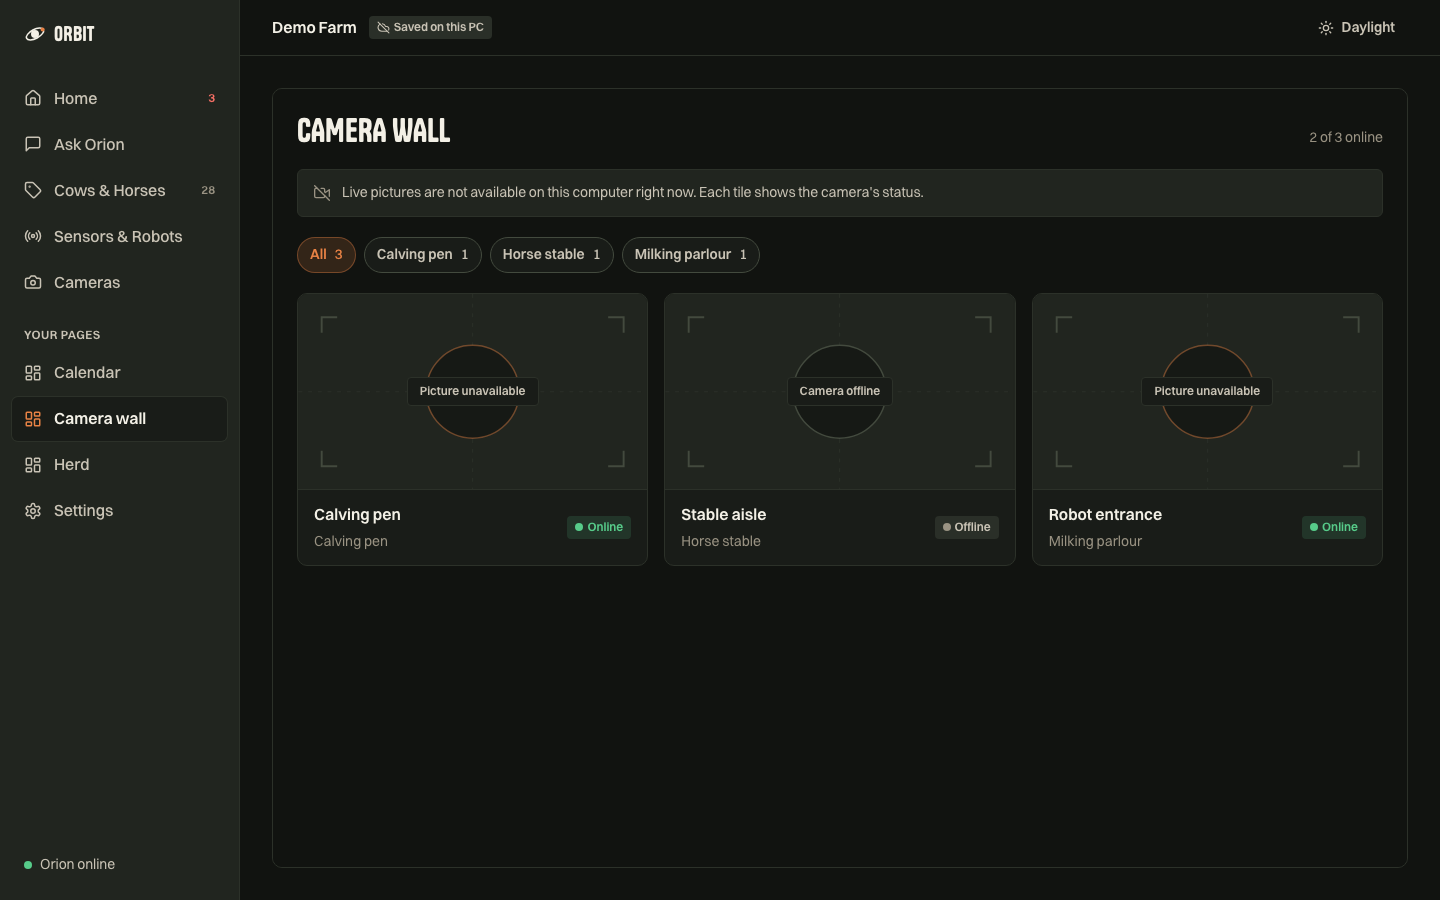 ORBIT
Home 3
Ask Orion
Cows & Horses 28
Sensors & Robots
Cameras
YOUR PAGES
Calendar
Camera wall
Herd
Settings
Orion online
Demo Farm Saved on this PC Daylight
CAMERA WALL 2 of 3 online
Live pictures are not available on this computer right now. Each tile shows the camera's status.
All 3 Calving pen 1 Horse stable 1 Milking parlour 1
Picture unavailable
Calving pen
Calving pen
Online
Camera offline
Stable aisle
Horse stable
Offline
Picture unavailable
Robot entrance
Milking parlour
Online